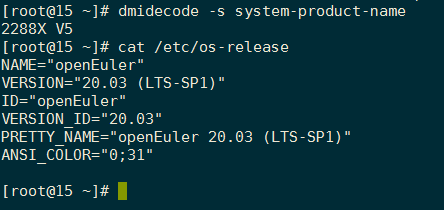 [root@15 ~]# dmidecode -s system-product-name
2288X V5
[root@15 ~]# cat /etc/os-release
NAME="openEuler"
VERSION="20.03 (LTS-SP1)"
ID="openEuler"
VERSION_ID="20.03"
PRETTY_NAME="openEuler 20.03 (LTS-SP1)"
ANSI_COLOR="0;31"
[root@15 ~]#